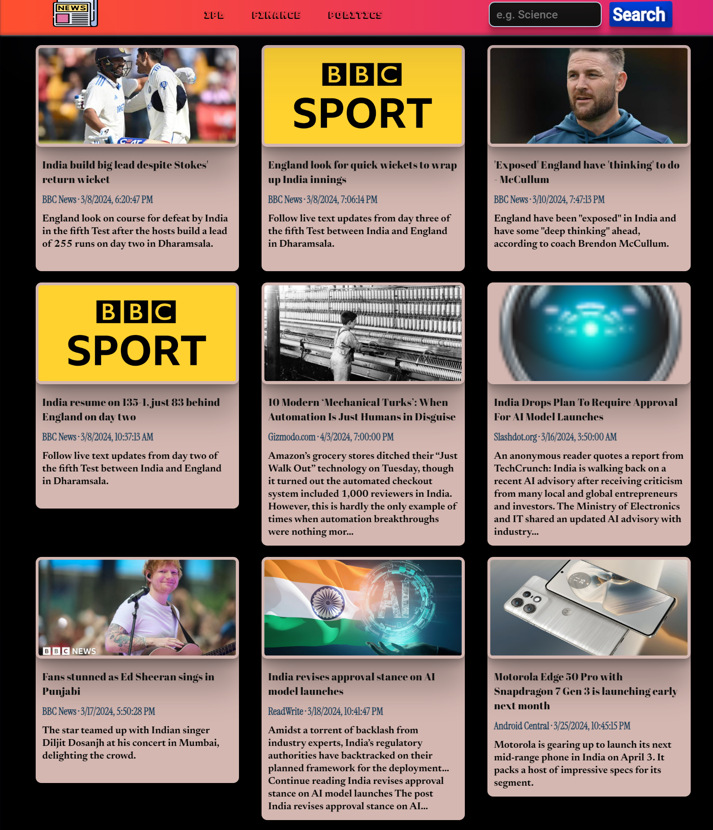 NEWS
IPL FINANCE POLITICS
e.g. Science
Search
India build big lead despite Stokes'
return wicket
BBC News · 3/8/2024, 6:20:47 PM
England look on course for defeat by India
in the fifth Test after the hosts build a lead
of 255 runs on day two in Dharamsala.
BBC
SPORT
England look for quick wickets to wrap
up India innings
BBC News · 3/8/2024, 7:06:14 PM
Follow live text updates from day three of
the fifth Test between India and England
in Dharamsala.
'Exposed' England have 'thinking' to do
- McCullum
BBC News · 3/10/2024, 7:47:13 PM
England have been "exposed" in India and
have some "deep thinking" ahead,
according to coach Brendon McCullum.
BBC
SPORT
India resume on 135-1, just 83 behind
England on day two
BBC News · 3/8/2024, 10:37:13 AM
Follow live text updates from day two of
the fifth Test between India and England
in Dharamsala.
10 Modern ‘Mechanical Turks’: When
Automation Is Just Humans in Disguise
Gizmodo.com · 4/3/2024, 7:00:00 PM
Amazon’s grocery stores ditched their “Just
Walk Out” technology on Tuesday, though
it turned out the automated checkout
system included 1,000 reviewers in India.
However, this is hardly the only example of
times when automation breakthroughs
were nothing mor...
India Drops Plan To Require Approval
For AI Model Launches
Slashdot.org · 3/16/2024, 3:50:00 AM
An anonymous reader quotes a report from
TechCrunch: India is walking back on a
recent AI advisory after receiving criticism
from many local and global entrepreneurs
and investors. The Ministry of Electronics
and IT shared an updated AI advisory with
industry...
BBC NEWS
Fans stunned as Ed Sheeran sings in
Punjabi
BBC News · 3/17/2024, 5:50:28 PM
The star teamed up with Indian singer
Diljit Dosanjh at his concert in Mumbai,
delighting the crowd.
India revises approval stance on AI
model launches
ReadWrite · 3/18/2024, 10:41:47 PM
Amidst a torrent of backlash from
industry experts, India’s regulatory
authorities have backtracked on their
planned framework for the deployment…
Continue reading India revises approval
stance on AI model launches The post
India revises approval stance on AI...
Motorola Edge 50 Pro with
Snapdragon 7 Gen 3 is launching early
next month
Android Central · 3/25/2024, 10:45:15 PM
Motorola is gearing up to launch its next
mid-range phone in India on April 3. It
packs a host of impressive specs for its
segment.